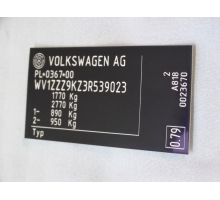 VOLKSWAGEN AG
PL*0367*00
WV1ZZZ9KZ3R539023
1770 Kg
2770 Kg
1- 890 Kg
2- 950 Kg
Typ
2
A818
0023670
0.79